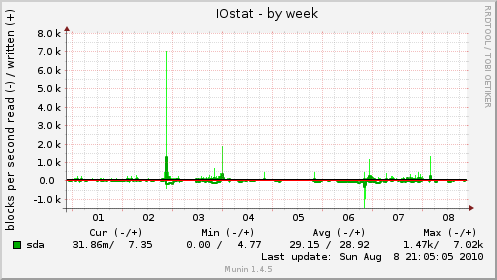 IOstat - by week
RRDTOOL / TOBI OETIKER
blocks per second read (-) / written (+)
8.0 k
7.0 k
6.0 k
5.0 k
4.0 k
3.0 k
2.0 k
1.0 k
0.0
-1.0 k
01 02 03 04 05 06 07 08
Cur (-/+) Min (-/+) Avg (-/+) Max (-/+)
sda 31.86m/ 7.35 0.00 / 4.77 29.15 / 28.92 1.47k/ 7.02k
Last update: Sun Aug 8 21:05:05 2010
Munin 1.4.5